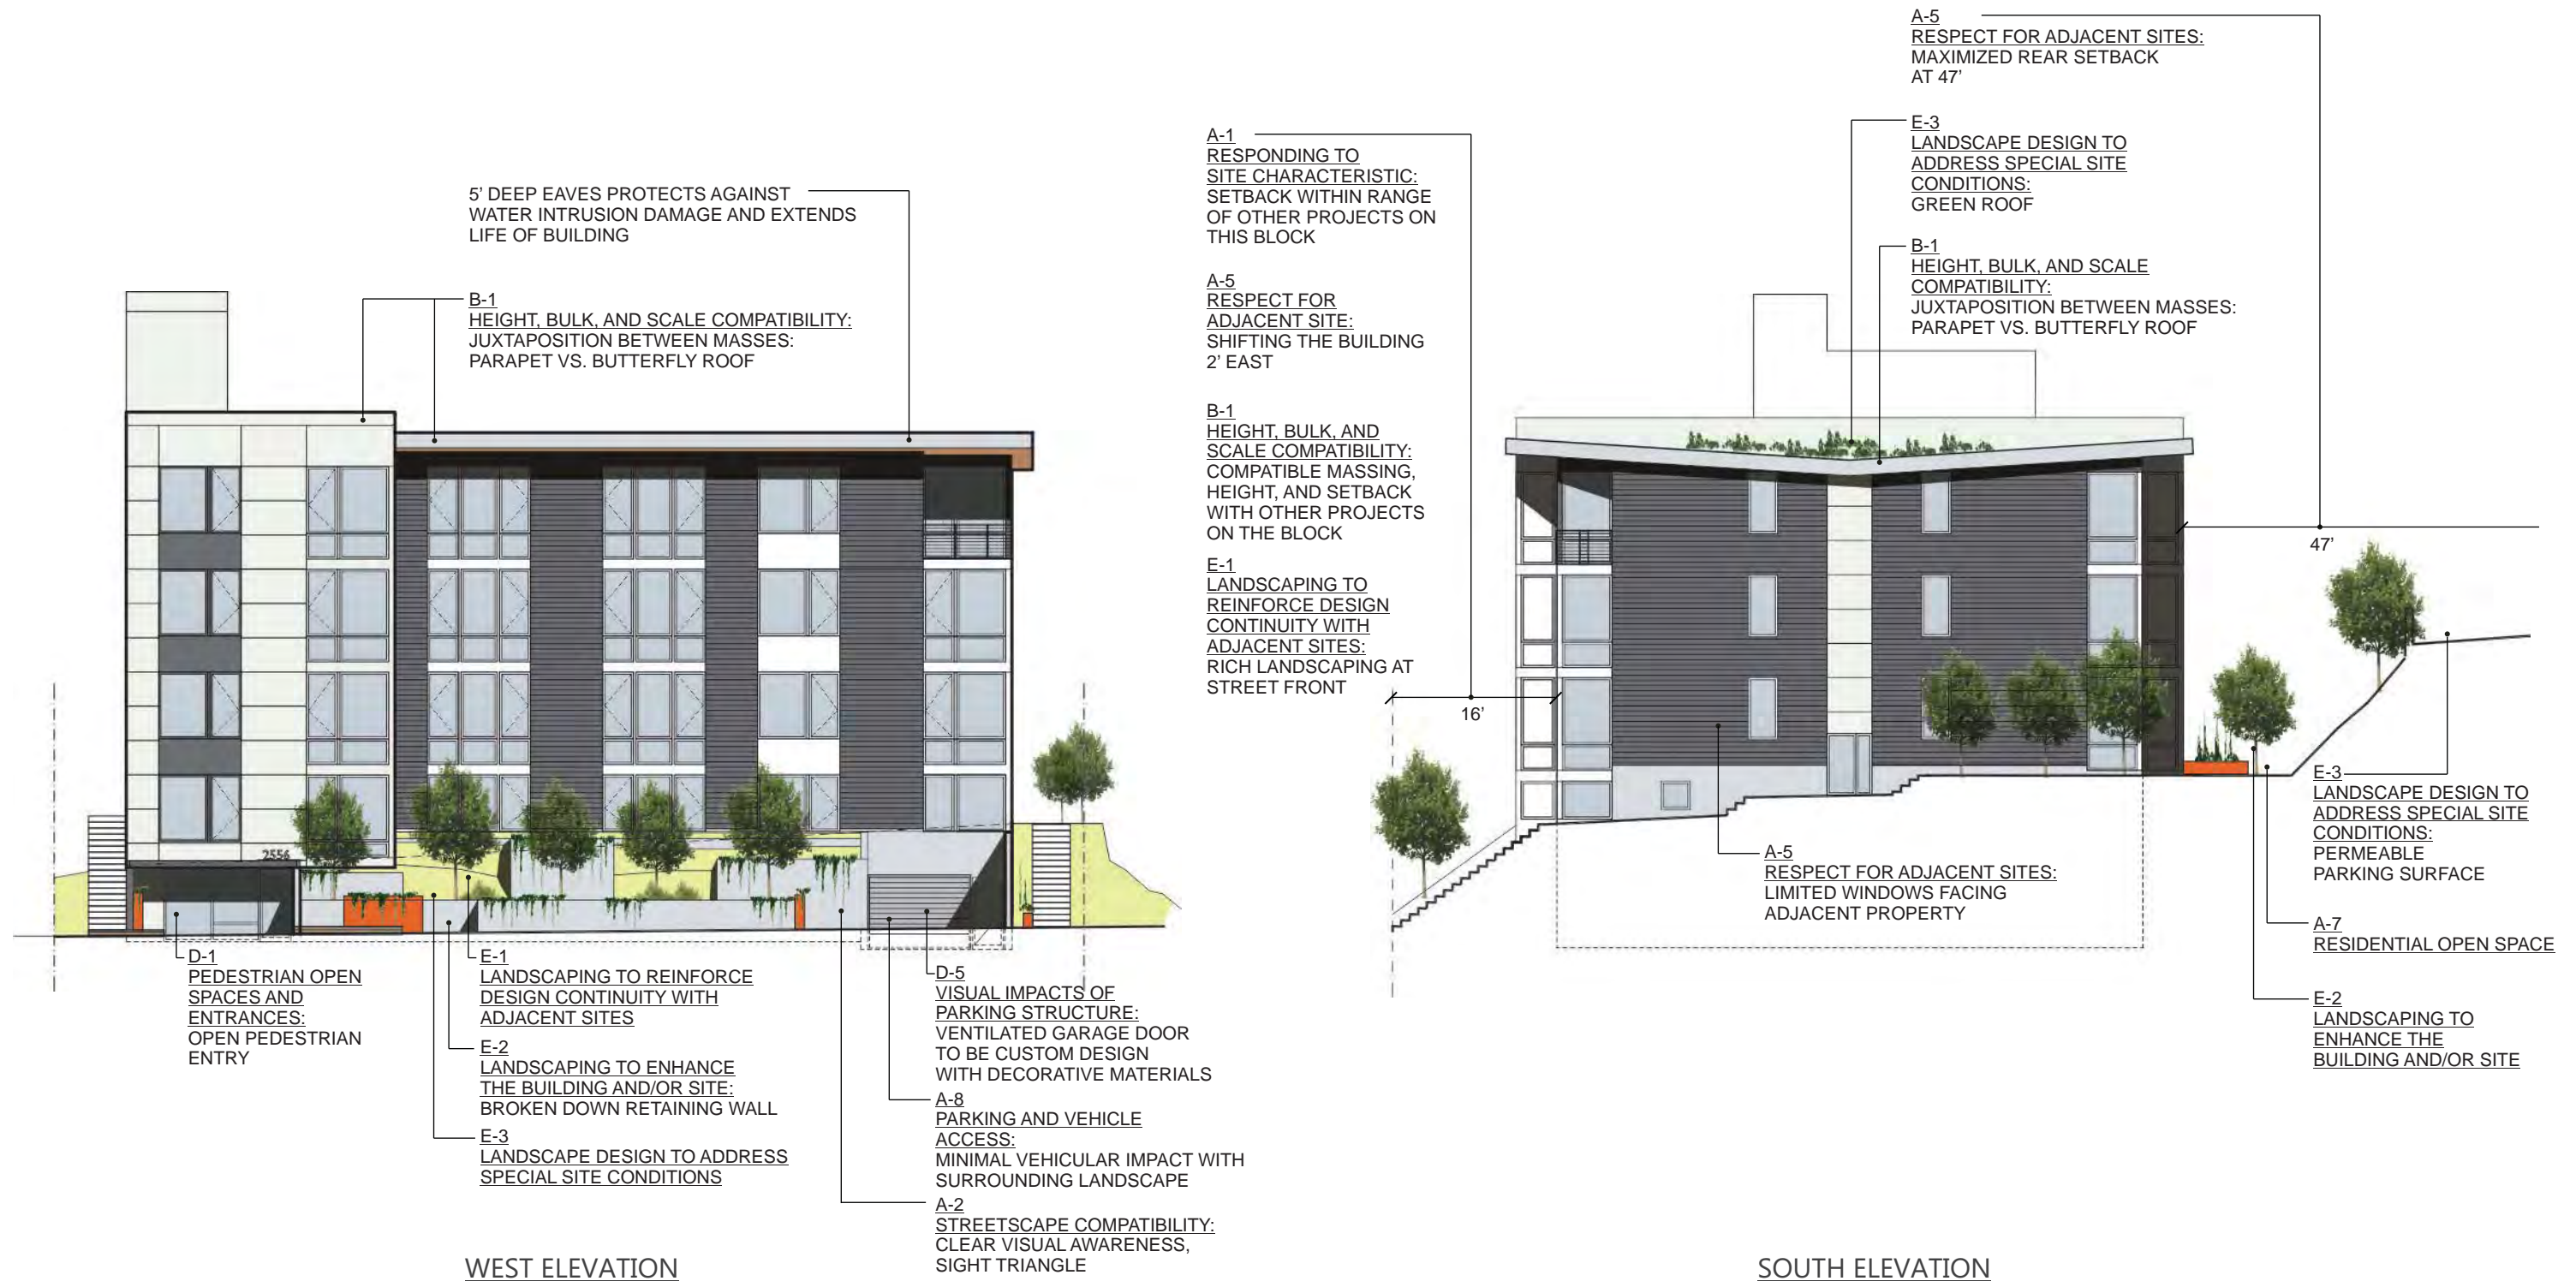 5' DEEP EAVES PROTECTS AGAINST
WATER INTRUSION DAMAGE AND EXTENDS
LIFE OF BUILDING
B-1
HEIGHT, BULK, AND SCALE COMPATIBILITY:
JUXTAPOSITION BETWEEN MASSES:
PARAPET VS. BUTTERFLY ROOF
2556
D-1
PEDESTRIAN OPEN
SPACES AND
ENTRANCES:
OPEN PEDESTRIAN
ENTRY
E-1
LANDSCAPING TO REINFORCE
DESIGN CONTINUITY WITH
ADJACENT SITES
E-2
LANDSCAPING TO ENHANCE
THE BUILDING AND/OR SITE:
BROKEN DOWN RETAINING WALL
E-3
LANDSCAPE DESIGN TO ADDRESS
SPECIAL SITE CONDITIONS
D-5
VISUAL IMPACTS OF
PARKING STRUCTURE:
VENTILATED GARAGE DOOR
TO BE CUSTOM DESIGN
WITH DECORATIVE MATERIALS
A-8
PARKING AND VEHICLE
ACCESS:
MINIMAL VEHICULAR IMPACT WITH
SURROUNDING LANDSCAPE
A-2
STREETSCAPE COMPATIBILITY:
CLEAR VISUAL AWARENESS,
SIGHT TRIANGLE
WEST ELEVATION
A-1
RESPONDING TO
SITE CHARACTERISTIC:
SETBACK WITHIN RANGE
OF OTHER PROJECTS ON
THIS BLOCK
A-5
RESPECT FOR
ADJACENT SITE:
SHIFTING THE BUILDING
2' EAST
B-1
HEIGHT, BULK, AND
SCALE COMPATIBILITY:
COMPATIBLE MASSING,
HEIGHT, AND SETBACK
WITH OTHER PROJECTS
ON THE BLOCK
E-1
LANDSCAPING TO
REINFORCE DESIGN
CONTINUITY WITH
ADJACENT SITES:
RICH LANDSCAPING AT
STREET FRONT
16'
A-5
RESPECT FOR ADJACENT SITES:
MAXIMIZED REAR SETBACK
AT 47'
E-3
LANDSCAPE DESIGN TO
ADDRESS SPECIAL SITE
CONDITIONS:
GREEN ROOF
B-1
HEIGHT, BULK, AND SCALE
COMPATIBILITY:
JUXTAPOSITION BETWEEN MASSES:
PARAPET VS. BUTTERFLY ROOF
47'
A-5
RESPECT FOR ADJACENT SITES:
LIMITED WINDOWS FACING
ADJACENT PROPERTY
E-3
LANDSCAPE DESIGN TO
ADDRESS SPECIAL SITE
CONDITIONS:
PERMEABLE
PARKING SURFACE
A-7
RESIDENTIAL OPEN SPACE
E-2
LANDSCAPING TO
ENHANCE THE
BUILDING AND/OR SITE
SOUTH ELEVATION